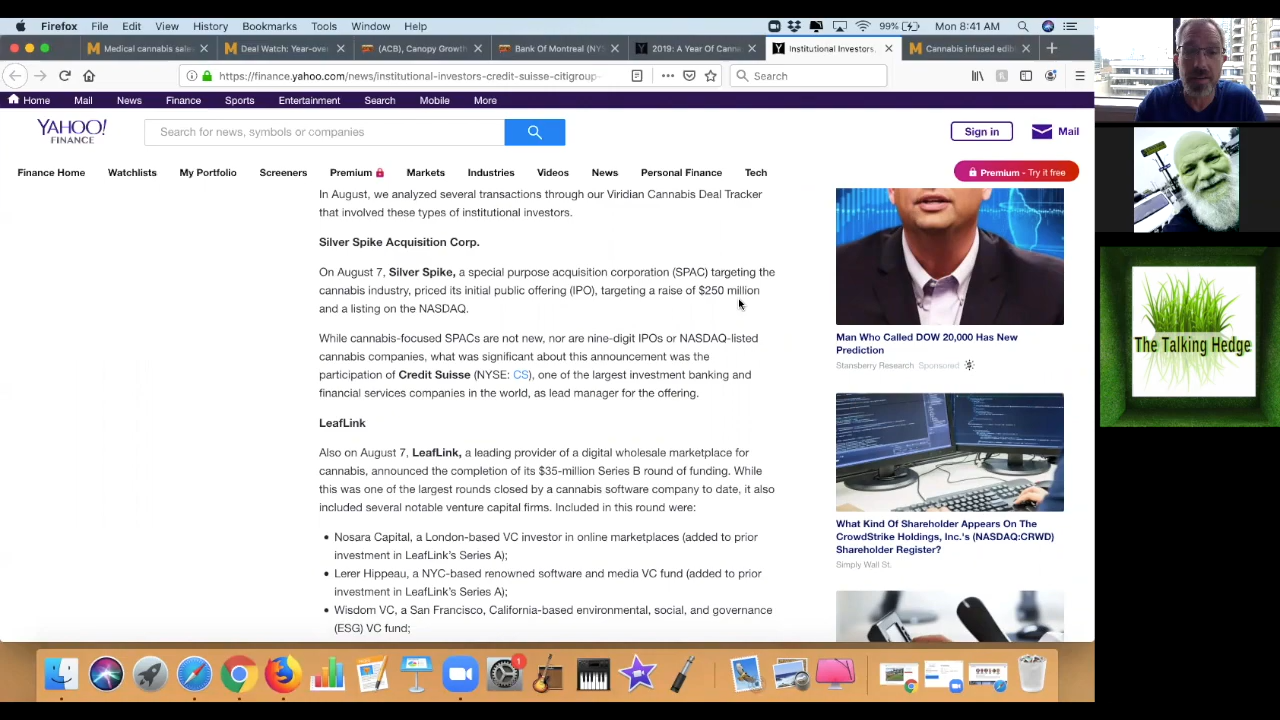 Firefox File Edit View History Bookmarks Tools Window Help
99% Mon 8:41 AM
Medical cannabis sale
Deal Watch: Year-over
(ACB), Canopy Growt
Bank Of Montreal (NY
2019: A Year Of Canna
Institutional Investors,
Cannabis infused edib
https://finance.yahoo.com/news/institutional-investors-credit-suisse-citigroup-
Search
Home Mail News Finance Sports Entertainment Search Mobile More
YAHOO!
FINANCE
Search for news, symbols or companies
Sign in
Mail
Finance Home Watchlists My Portfolio Screeners Premium Markets Industries Videos News Personal Finance Tech
Premium - Try it free
In August, we analyzed several transactions through our Viridian Cannabis Deal Tracker
that involved these types of institutional investors.
Silver Spike Acquisition Corp.
On August 7, Silver Spike, a special purpose acquisition corporation (SPAC) targeting the
cannabis industry, priced its initial public offering (IPO), targeting a raise of $250 million
and a listing on the NASDAQ.
While cannabis-focused SPACs are not new, nor are nine-digit IPOs or NASDAQ-listed
cannabis companies, what was significant about this announcement was the
participation of Credit Suisse (NYSE: CS), one of the largest investment banking and
financial services companies in the world, as lead manager for the offering.
LeafLink
Also on August 7, LeafLink, a leading provider of a digital wholesale marketplace for
cannabis, announced the completion of its $35-million Series B round of funding. While
this was one of the largest rounds closed by a cannabis software company to date, it also
included several notable venture capital firms. Included in this round were:
• Nosara Capital, a London-based VC investor in online marketplaces (added to prior
investment in LeafLink's Series A);
• Lerer Hippeau, a NYC-based renowned software and media VC fund (added to prior
investment in LeafLink's Series A);
• Wisdom VC, a San Francisco, California-based environmental, social, and governance
(ESG) VC fund;
Man Who Called DOW 20,000 Has New
Prediction
Stansberry Research Sponsored
What Kind Of Shareholder Appears On The
CrowdStrike Holdings, Inc.'s (NASDAQ:CRWD)
Shareholder Register?
Simply Wall St.
The Talking Hedge
1